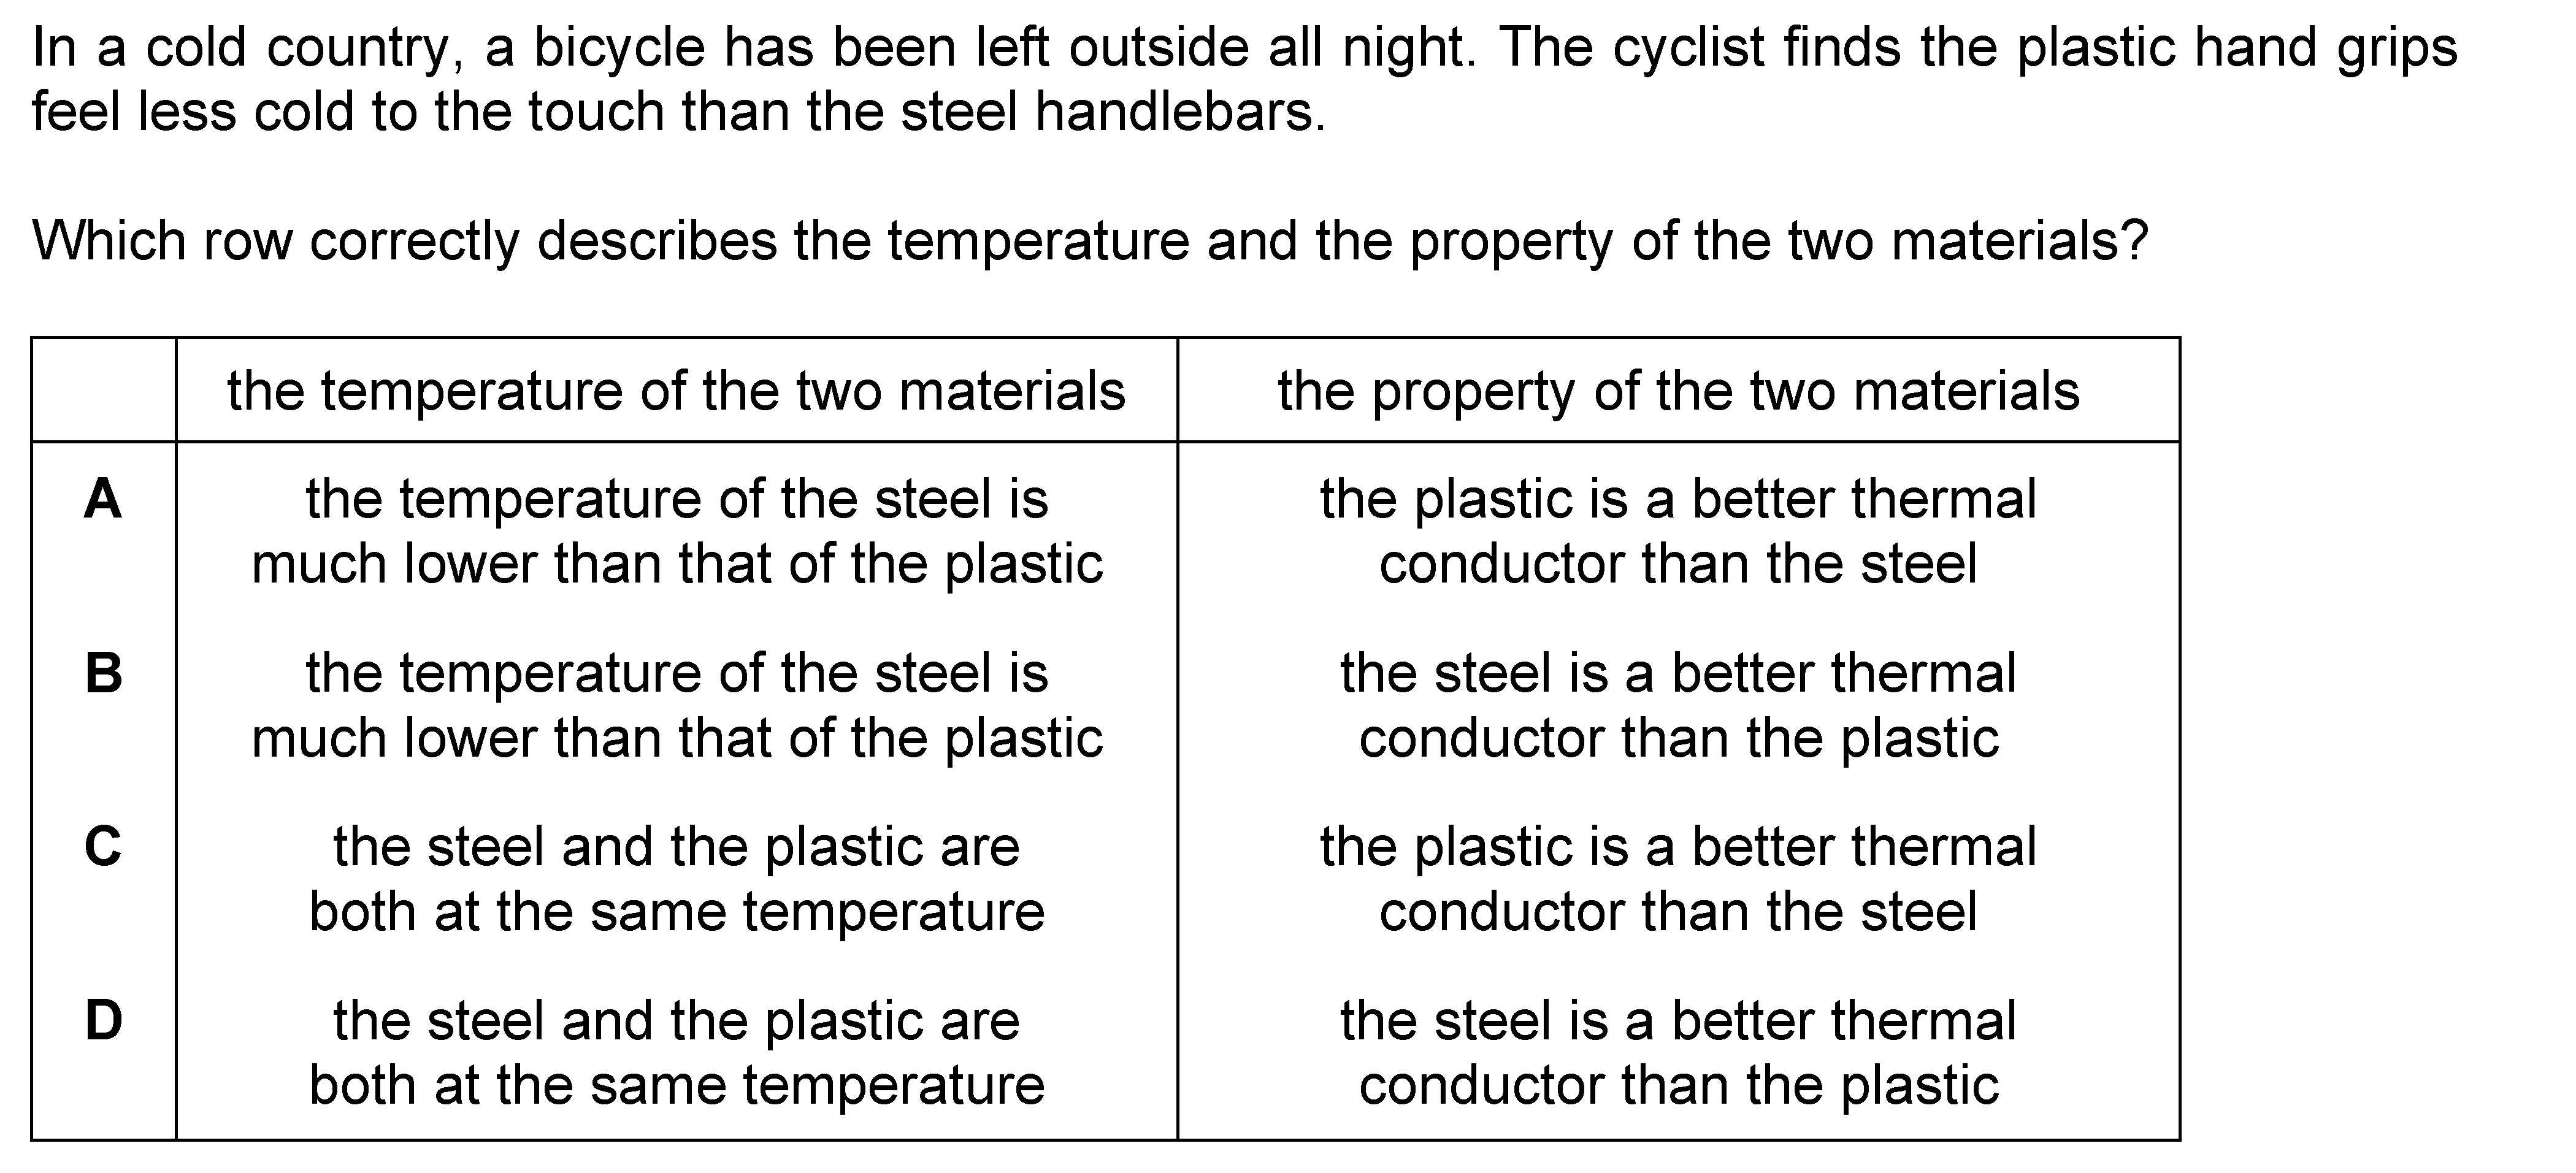 In a cold country, a bicycle has been left outside all night. The cyclist finds the plastic hand grips
feel less cold to the touch than the steel handlebars.
Which row correctly describes the temperature and the property of the two materials?
the temperature of the two materials the property of the two materials
A the temperature of the steel is the plastic is a better thermal
much lower than that of the plastic conductor than the steel
B the temperature of the steel is the steel is a better thermal
much lower than that of the plastic conductor than the plastic
C the steel and the plastic are the plastic is a better thermal
both at the same temperature conductor than the steel
D the steel and the plastic are the steel is a better thermal
both at the same temperature conductor than the plastic